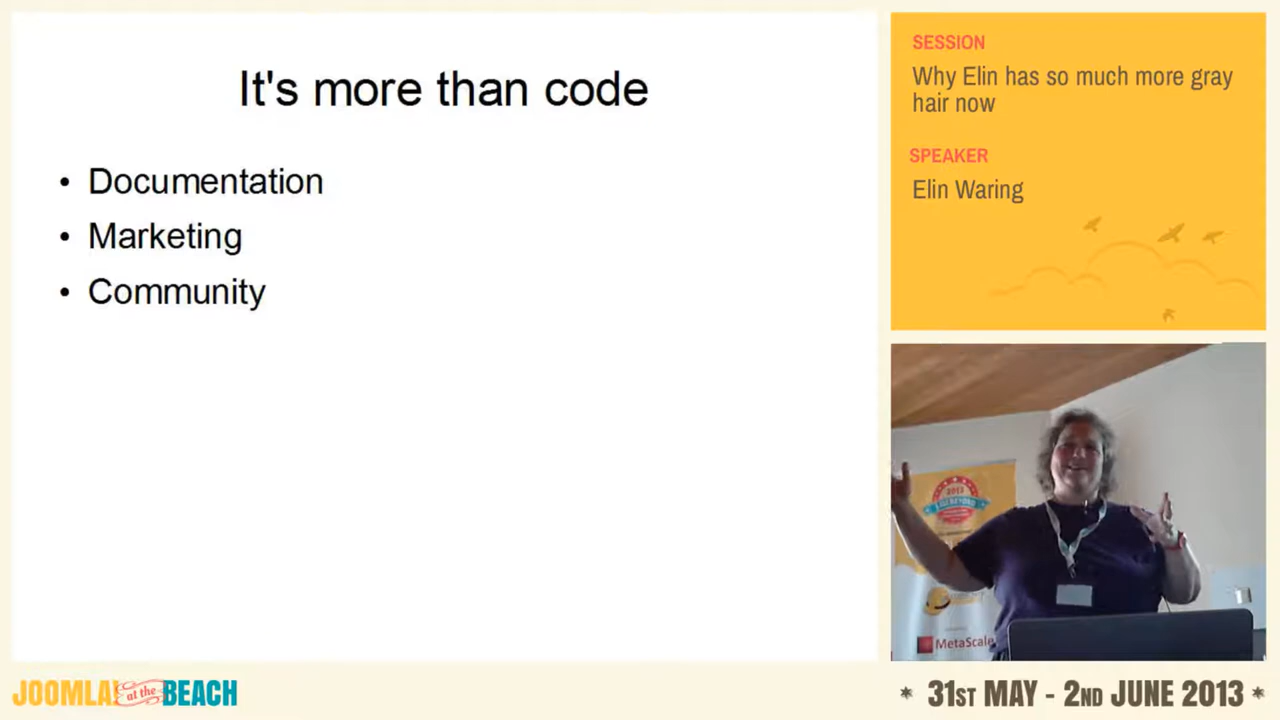 It's more than code
• Documentation
• Marketing
• Community
SESSION
Why Elin has so much more gray
hair now
SPEAKER
Elin Waring
2013
MetaScale
JOOMLA! at the BEACH
* 31ST MAY - 2ND JUNE 2013 *